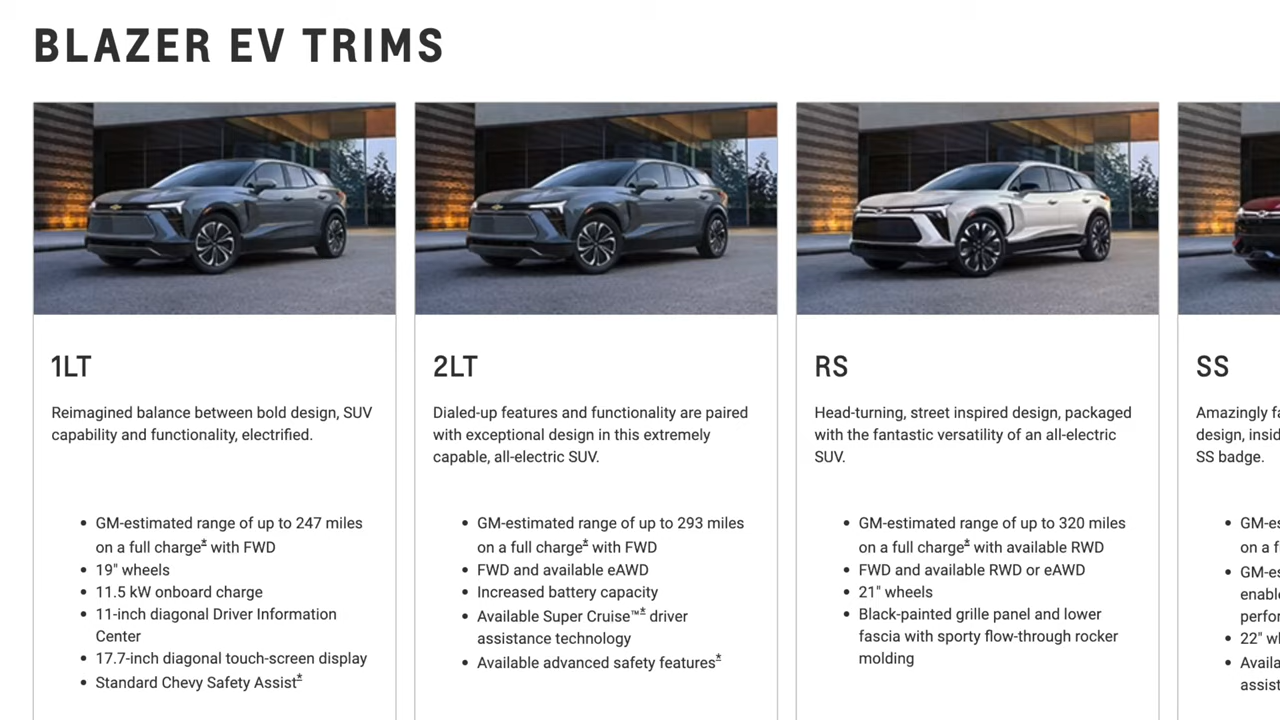 BLAZER EV TRIMS
1LT
Reimagined balance between bold design, SUV
capability and functionality, electrified.
• GM-estimated range of up to 247 miles
on a full charge* with FWD
• 19" wheels
• 11.5 kW onboard charge
• 11-inch diagonal Driver Information
Center
• 17.7-inch diagonal touch-screen display
• Standard Chevy Safety Assist*
2LT
Dialed-up features and functionality are paired
with exceptional design in this extremely
capable, all-electric SUV.
• GM-estimated range of up to 293 miles
on a full charge* with FWD
• FWD and available eAWD
• Increased battery capacity
• Available Super Cruise™* driver
assistance technology
• Available advanced safety features*
RS
Head-turning, street inspired design, packaged
with the fantastic versatility of an all-electric
SUV.
• GM-estimated range of up to 320 miles
on a full charge* with available RWD
• FWD and available RWD or eAWD
• 21" wheels
• Black-painted grille panel and lower
fascia with sporty flow-through rocker
molding
SS
Amazingly
design,
SS badge.
•
on a
•
• 22"
•